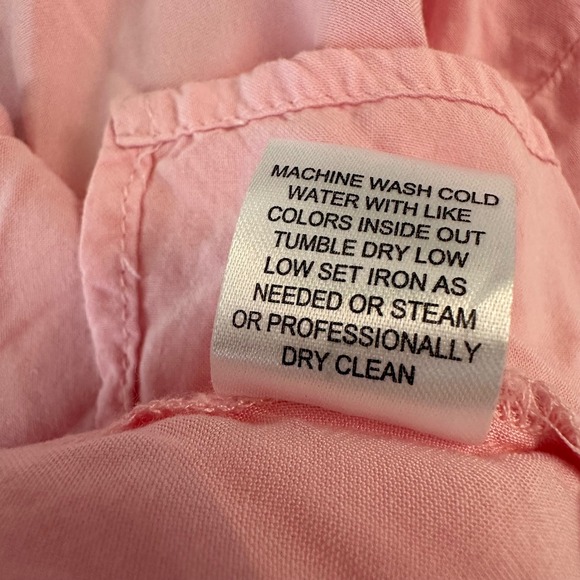 MACHINE WASH COLD
WATER WITH LIKE
COLORS INSIDE OUT
TUMBLE DRY LOW
LOW SET IRON AS
NEEDED OR STEAM
OR PROFESSIONALLY
DRY CLEAN